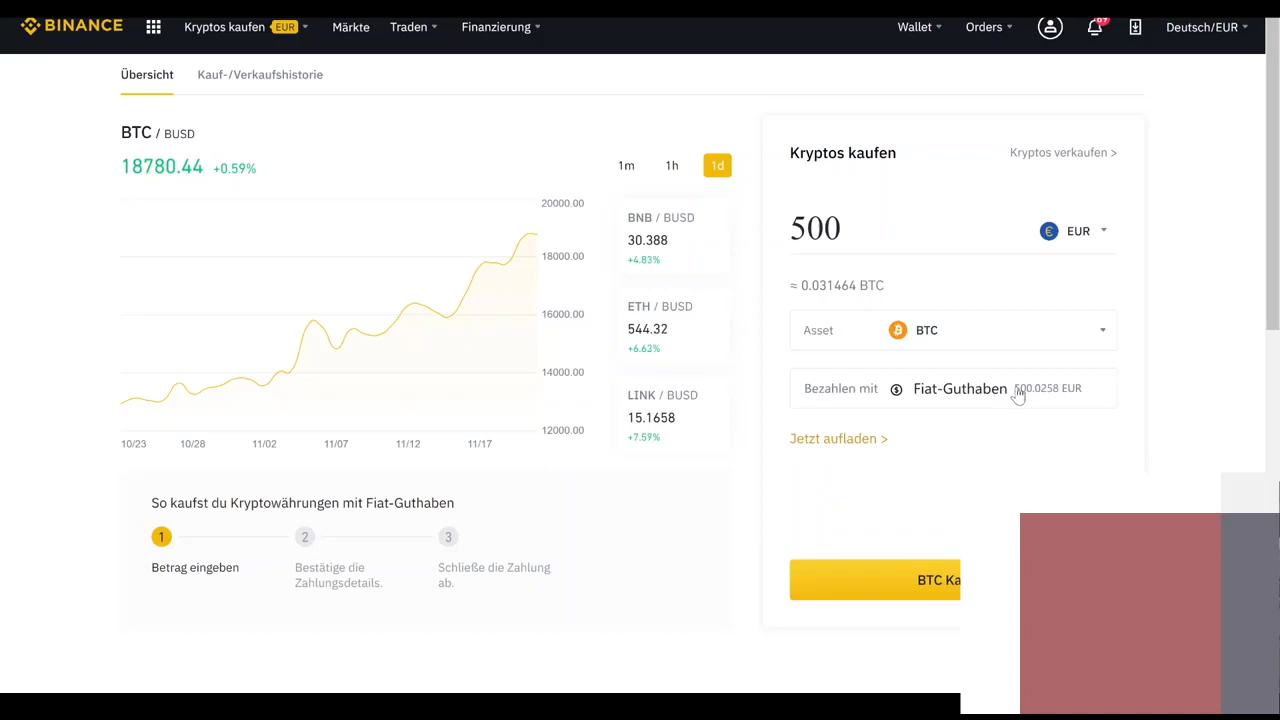 BINANCE Kryptos kaufen EUR Märkte Traden Finanzierung Wallet Orders Deutsch/EUR
Übersicht Kauf-/Verkaufshistorie
BTC / BUSD
18780.44 +0.59%
1m 1h 1d
20000.00
18000.00
16000.00
14000.00
12000.00
10/23 10/28 11/02 11/07 11/12 11/17
BNB / BUSD
30.388
+4.83%
ETH / BUSD
544.32
+6.62%
LINK / BUSD
15.1658
+7.59%
Kryptos kaufen Kryptos verkaufen >
500 EUR
≈ 0.031464 BTC
Asset BTC
Bezahlen mit Fiat-Guthaben 500.0258 EUR
Jetzt aufladen >
BTC Ka
So kaufst du Kryptowährungen mit Fiat-Guthaben
1 2 3
Betrag eingeben
Bestätige die
Zahlungsdetails.
Schließe die Zahlung
ab.